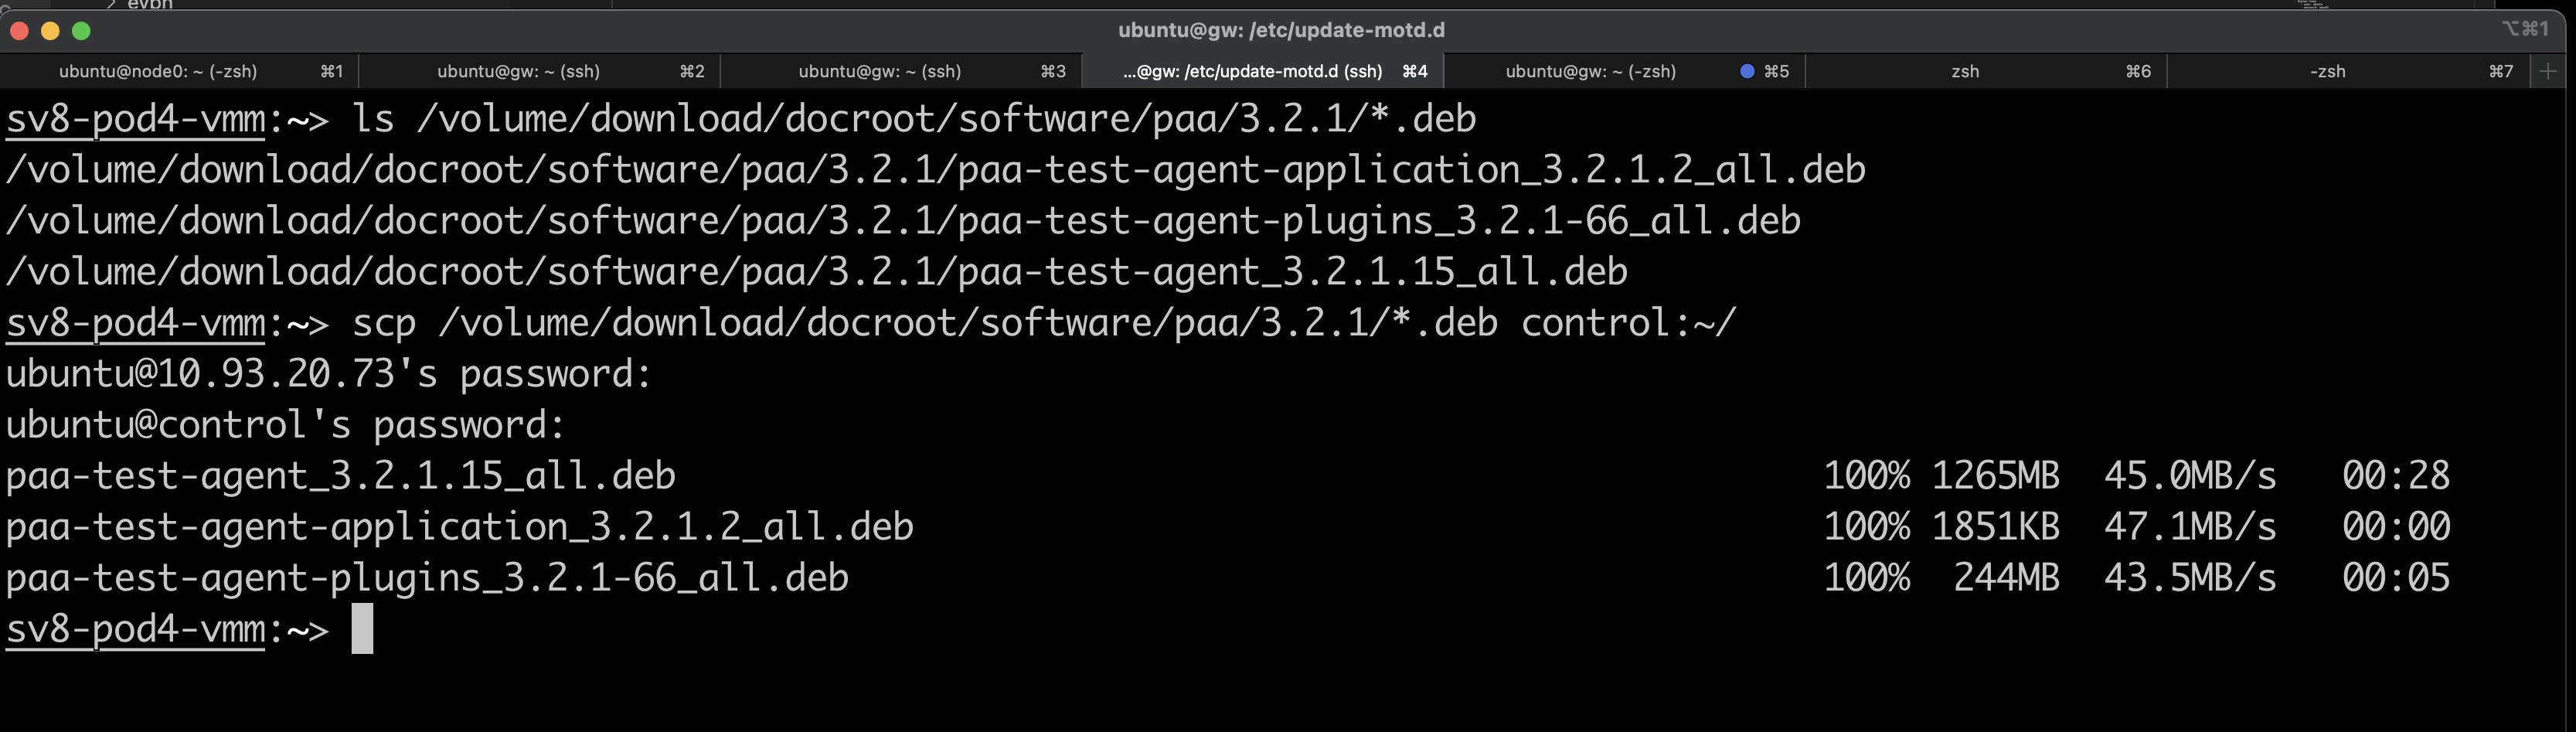 > evpn
ubuntu@gw: /etc/update-motd.d
⌥⌘1
ubuntu@node0: ~ (-zsh) ⌘1
ubuntu@gw: ~ (ssh) ⌘2
ubuntu@gw: ~ (ssh) ⌘3
...@gw: /etc/update-motd.d (ssh) ⌘4
ubuntu@gw: ~ (-zsh) ⌘5
zsh ⌘6
-zsh ⌘7
sv8-pod4-vmm:~> ls /volume/download/docroot/software/paa/3.2.1/*.deb
/volume/download/docroot/software/paa/3.2.1/paa-test-agent-application_3.2.1.2_all.deb
/volume/download/docroot/software/paa/3.2.1/paa-test-agent-plugins_3.2.1-66_all.deb
/volume/download/docroot/software/paa/3.2.1/paa-test-agent_3.2.1.15_all.deb
sv8-pod4-vmm:~> scp /volume/download/docroot/software/paa/3.2.1/*.deb control:~/
ubuntu@10.93.20.73's password:
ubuntu@control's password:
paa-test-agent_3.2.1.15_all.deb 100% 1265MB 45.0MB/s 00:28
paa-test-agent-application_3.2.1.2_all.deb 100% 1851KB 47.1MB/s 00:00
paa-test-agent-plugins_3.2.1-66_all.deb 100% 244MB 43.5MB/s 00:05
sv8-pod4-vmm:~>